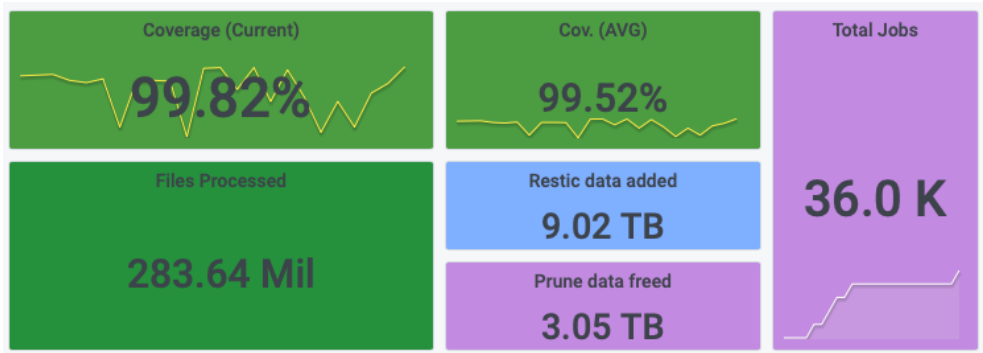 Coverage (Current)
99.82%
Cov. (AVG)
99.52%
Total Jobs
36.0 K
Files Processed
283.64 Mil
Restic data added
9.02 TB
Prune data freed
3.05 TB